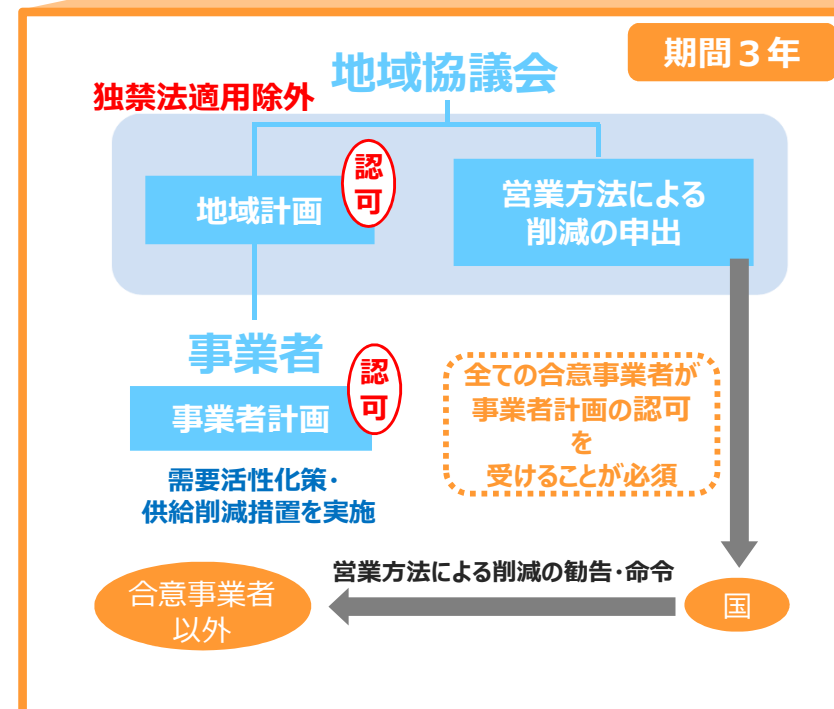 期間３年
地域協議会
独禁法適用除外
認
可
地域計画
営業方法による
削減の申出
事業者
認
可
事業者計画
需要活性化策・
供給削減措置を実施
全ての合意事業者が
事業者計画の認可
を
受けることが必須
営業方法による削減の勧告・命令
合意事業者
以外
国